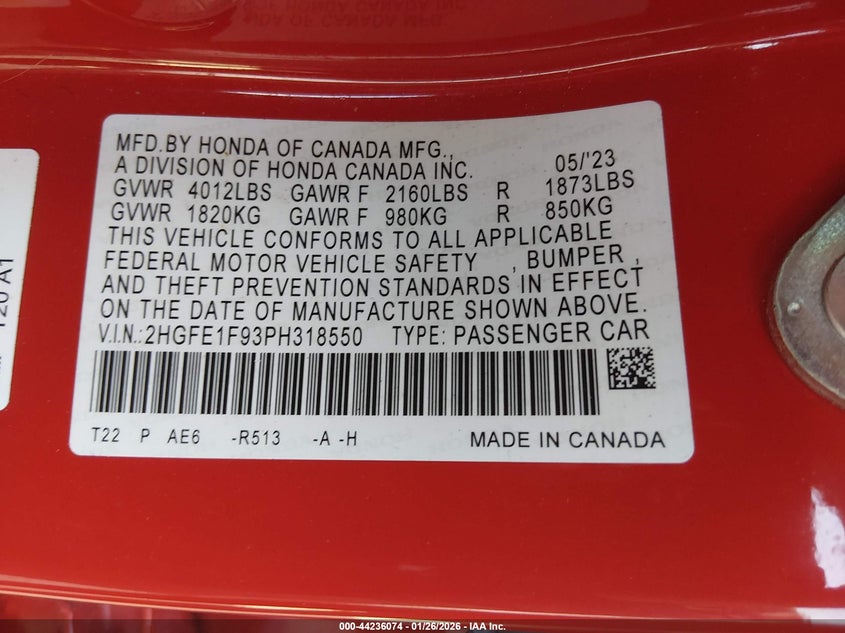 MFD.BY HONDA OF CANADA MFG.,
A DIVISION OF HONDA CANADA INC. 05/'23
GVWR 4012LBS GAWR F 2160LBS R 1873LBS
GVWR 1820KG GAWR F 980KG R 850KG
THIS VEHICLE CONFORMS TO ALL APPLICABLE
FEDERAL MOTOR VEHICLE SAFETY , BUMPER ,
AND THEFT PREVENTION STANDARDS IN EFFECT
ON THE DATE OF MANUFACTURE SHOWN ABOVE.
V.I.N.:2HGFE1F93PH318550 TYPE: PASSENGER CAR
T22 P AE6 -R513 -A -H MADE IN CANADA
120 A1
000-44236074 | 01/26/2026 | IAA Inc.